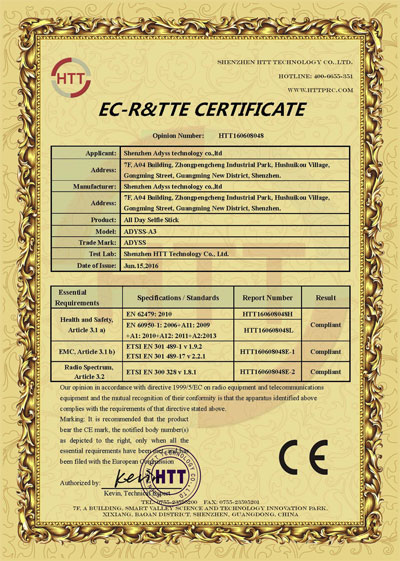 HTT
SHENZHEN HTT TECHNOLOGY CO.,LTD.
HOTLINE: 400-6655-351
WWW.HTTPRC.COM
EC-R&TTE CERTIFICATE
Opinion Number: HTT160608048
Applicant: Shenzhen Adyss technology co.,ltd
Address: 7F, A04 Building, Zhongpengcheng Industrial Park, Hushuikou Village,
Gongming Street, Guangming New District, Shenzhen.
Manufacturer: Shenzhen Adyss technology co.,ltd
Address: 7F, A04 Building, Zhongpengcheng Industrial Park, Hushuikou Village,
Gongming Street, Guangming New District, Shenzhen.
Product: All Day Selfie Stick
Model: ADYSS-A3
Trade Mark: ADYSS
Test Lab: Shenzhen HTT Technology Co., Ltd.
Date of Issue: Jun.15.2016
Essential
Requirements
Specifications / Standards
Report Number
Result
Health and Safety,
Article 3.1 a)
EN 62479: 2010
HTT160608048H
EN 60950-1: 2006+A11: 2009
+A1: 2010+A12: 2011+A2:2013
HTT160608048L
Compliant
EMC, Article 3.1 b)
ETSI EN 301 489-1 v 1.9.2
ETSI EN 301 489-17 v 2.2.1
HTT160608048E-1
Compliant
Radio Spectrum,
Article 3.2
ETSI EN 300 328 v 1.8.1
HTT160608048E-2
Compliant
Our opinion in accordance with directive 1999/5/EC on radio equipment and telecommunications
equipment and the mutual recognition of their conformity is that the apparatus identified above
complies with the requirements of that directive stated above.
Marking: It is recommended that the product
bear the CE mark, the notified body number(s)
as depicted to the right, only when all the
essential requirements have been
been filed with the European Commission
CE
HTT
Authorized by: Kevin
Kevin, Technical
FAX:
7F, A BUILDING, SMART VALLEY SCIENCE AND TECHNOLOGY INNOVATION PARK,
XIXIANG, BAOAN DISTRICT, SHENZHEN, GUANGDONG, CHINA